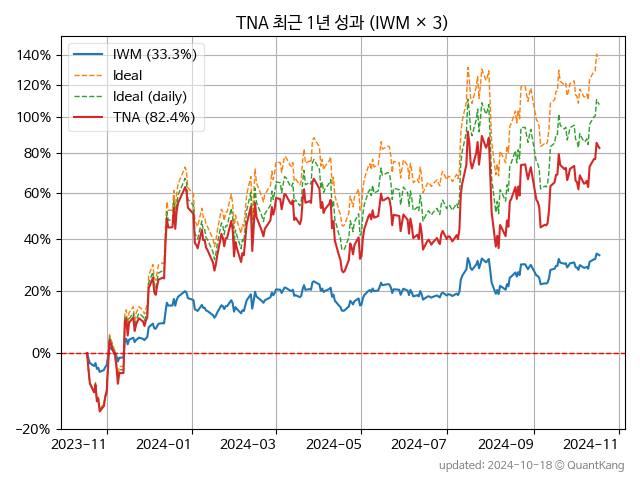 TNA 최근 1년 성과 (IWM × 3)
IWM (33.3%)
Ideal
Ideal (daily)
TNA (82.4%)
140%
120%
100%
80%
60%
40%
20%
0%
−20%
2023-11 2024-01 2024-03 2024-05 2024-07 2024-09 2024-11
updated: 2024-10-18 © QuantKang